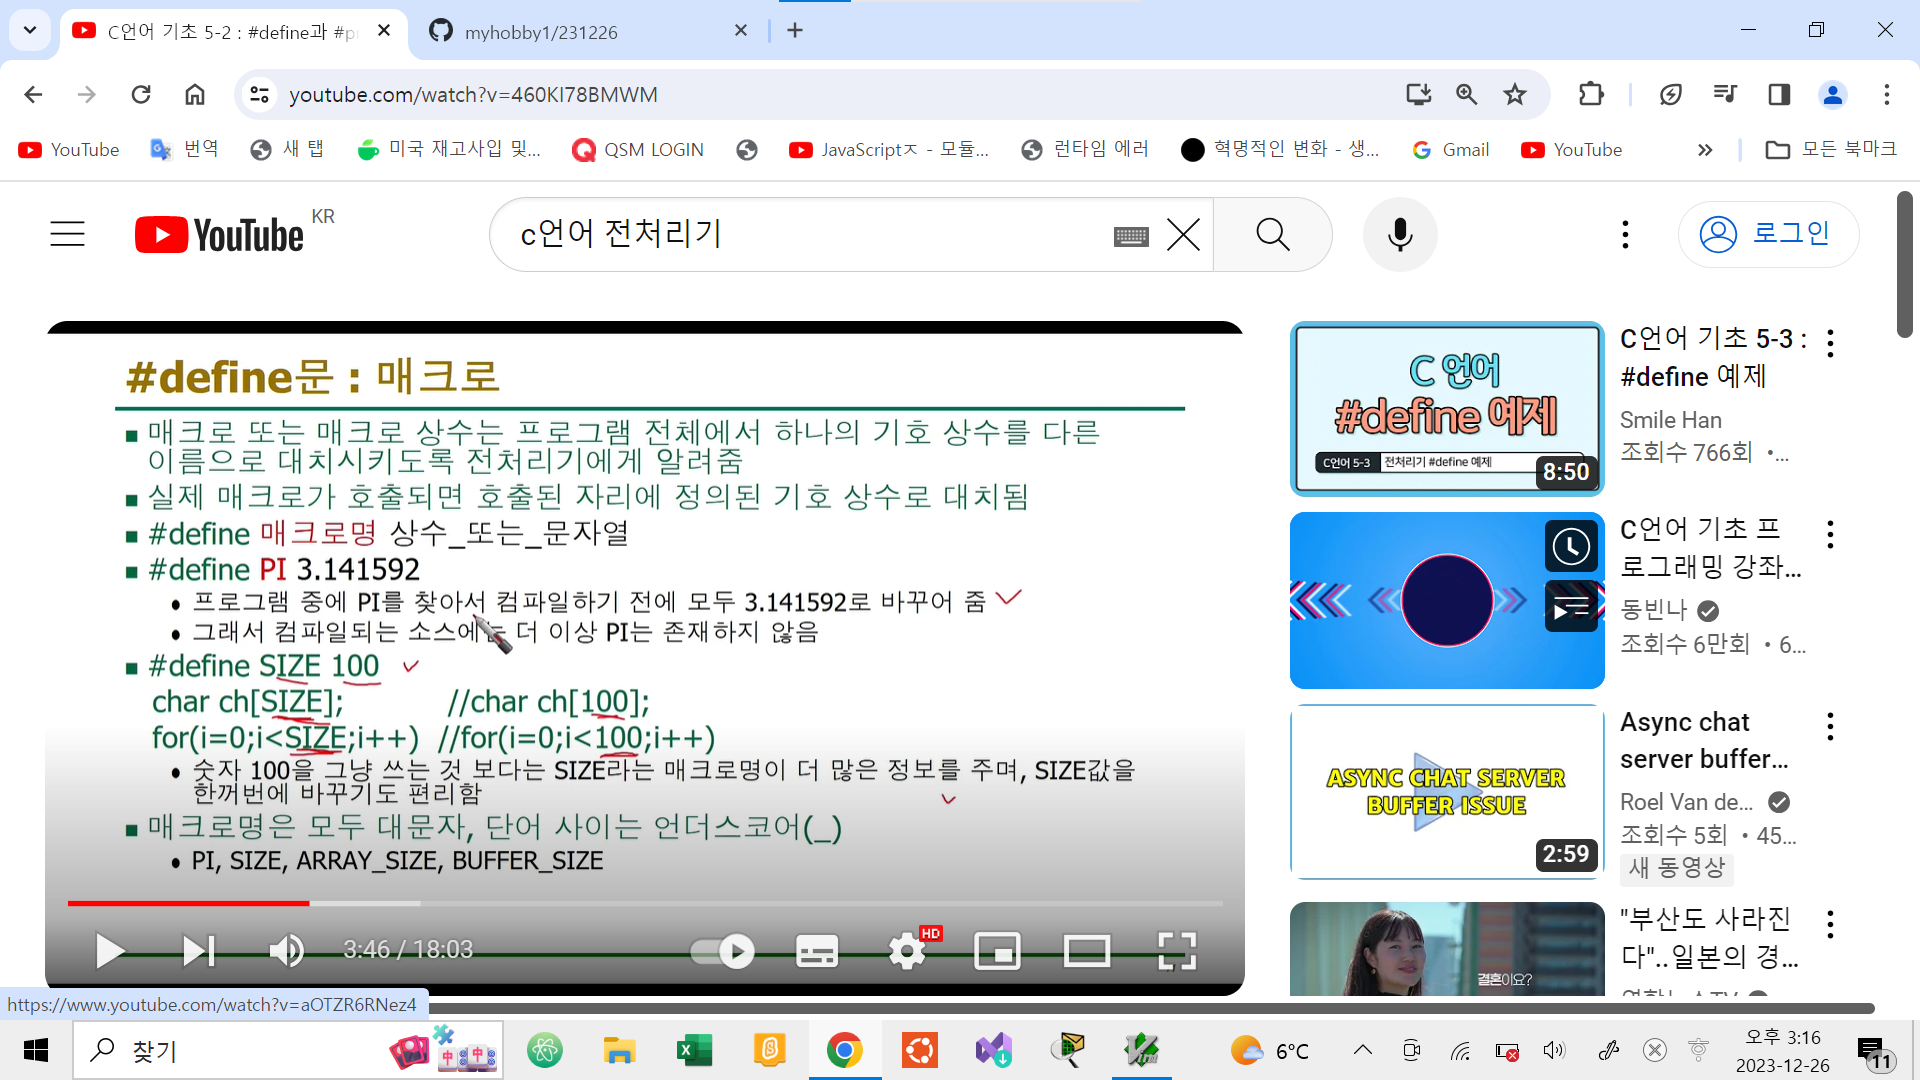 C언어 기초 5-2 : #define과 #pr
myhobby1/231226
youtube.com/watch?v=460KI78BMWM
YouTube
번역
새 탭
미국 재고사입 및...
QSM LOGIN
JavaScriptㅈ - 모듈...
런타임 에러
혁명적인 변화 - 생...
Gmail
YouTube
모든 북마크
YouTube KR
c언어 전처리기
로그인
#define문 : 매크로
매크로 또는 매크로 상수는 프로그램 전체에서 하나의 기호 상수를 다른
이름으로 대치시키도록 전처리기에게 알려줌
실제 매크로가 호출되면 호출된 자리에 정의된 기호 상수로 대치됨
#define 매크로명 상수_또는_문자열
#define PI 3.141592
프로그램 중에 PI를 찾아서 컴파일하기 전에 모두 3.141592로 바꾸어 줌
그래서 컴파일되는 소스에는 더 이상 PI는 존재하지 않음
#define SIZE 100
char ch[SIZE]; //char ch[100];
for(i=0;i<SIZE;i++) //for(i=0;i<100;i++)
숫자 100을 그냥 쓰는 것 보다는 SIZE라는 매크로명이 더 많은 정보를 주며, SIZE값을
한꺼번에 바꾸기도 편리함
매크로명은 모두 대문자, 단어 사이는 언더스코어(_)
PI, SIZE, ARRAY_SIZE, BUFFER_SIZE
3:46 / 18:03
HD
C 언어
#define 예제
C언어 5-3 전처리기 #define 예제
8:50
C언어 기초 5-3 :
#define 예제
Smile Han
조회수 766회 •...
C언어 기초 프
로그래밍 강좌...
동빈나
조회수 6만회 • 6...
ASYNC CHAT SERVER
BUFFER ISSUE
2:59
Async chat
server buffer...
Roel Van de...
조회수 5회 • 45...
새 동영상
결혼이요?
"부산도 사라진
다"..일본의 경...
https://www.youtube.com/watch?v=aOTZR6RNez4
찾기
6°C
오후 3:16
2023-12-26
11